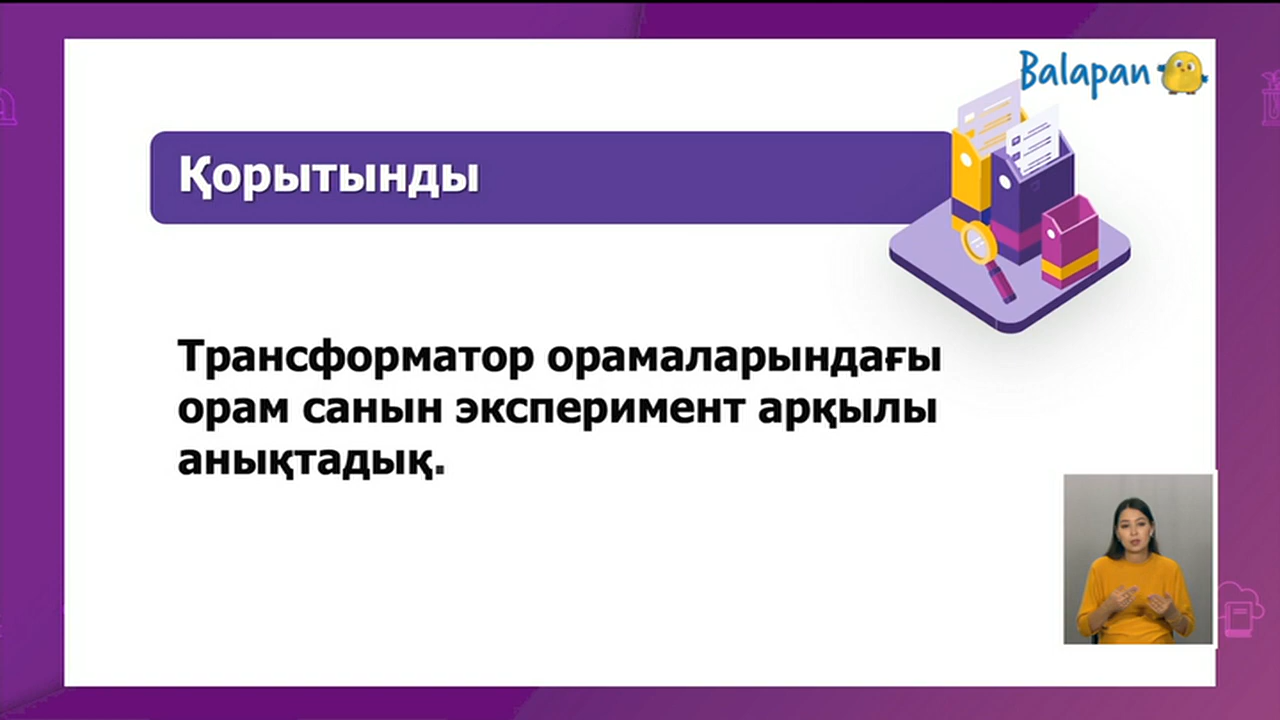 Balapan
Қорытынды
Трансформатор орамаларындағы
орам санын эксперимент арқылы
анықтадық.